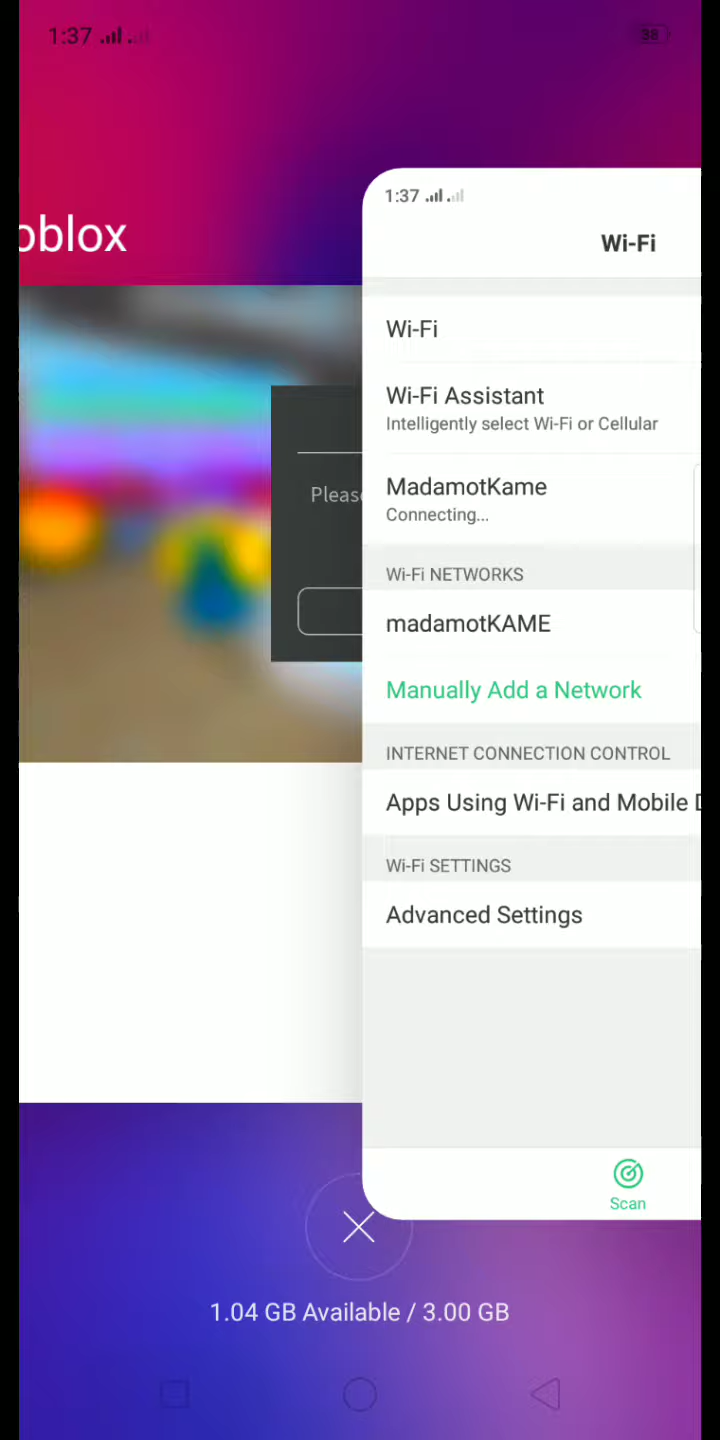 1:37
38
oblox
Pleas
1:37
Wi-Fi
Wi-Fi
Wi-Fi Assistant
Intelligently select Wi-Fi or Cellular
MadamotKame
Connecting...
Wi-Fi NETWORKS
madamotKAME
Manually Add a Network
INTERNET CONNECTION CONTROL
Apps Using Wi-Fi and Mobile D
Wi-Fi SETTINGS
Advanced Settings
Scan
1.04 GB Available / 3.00 GB